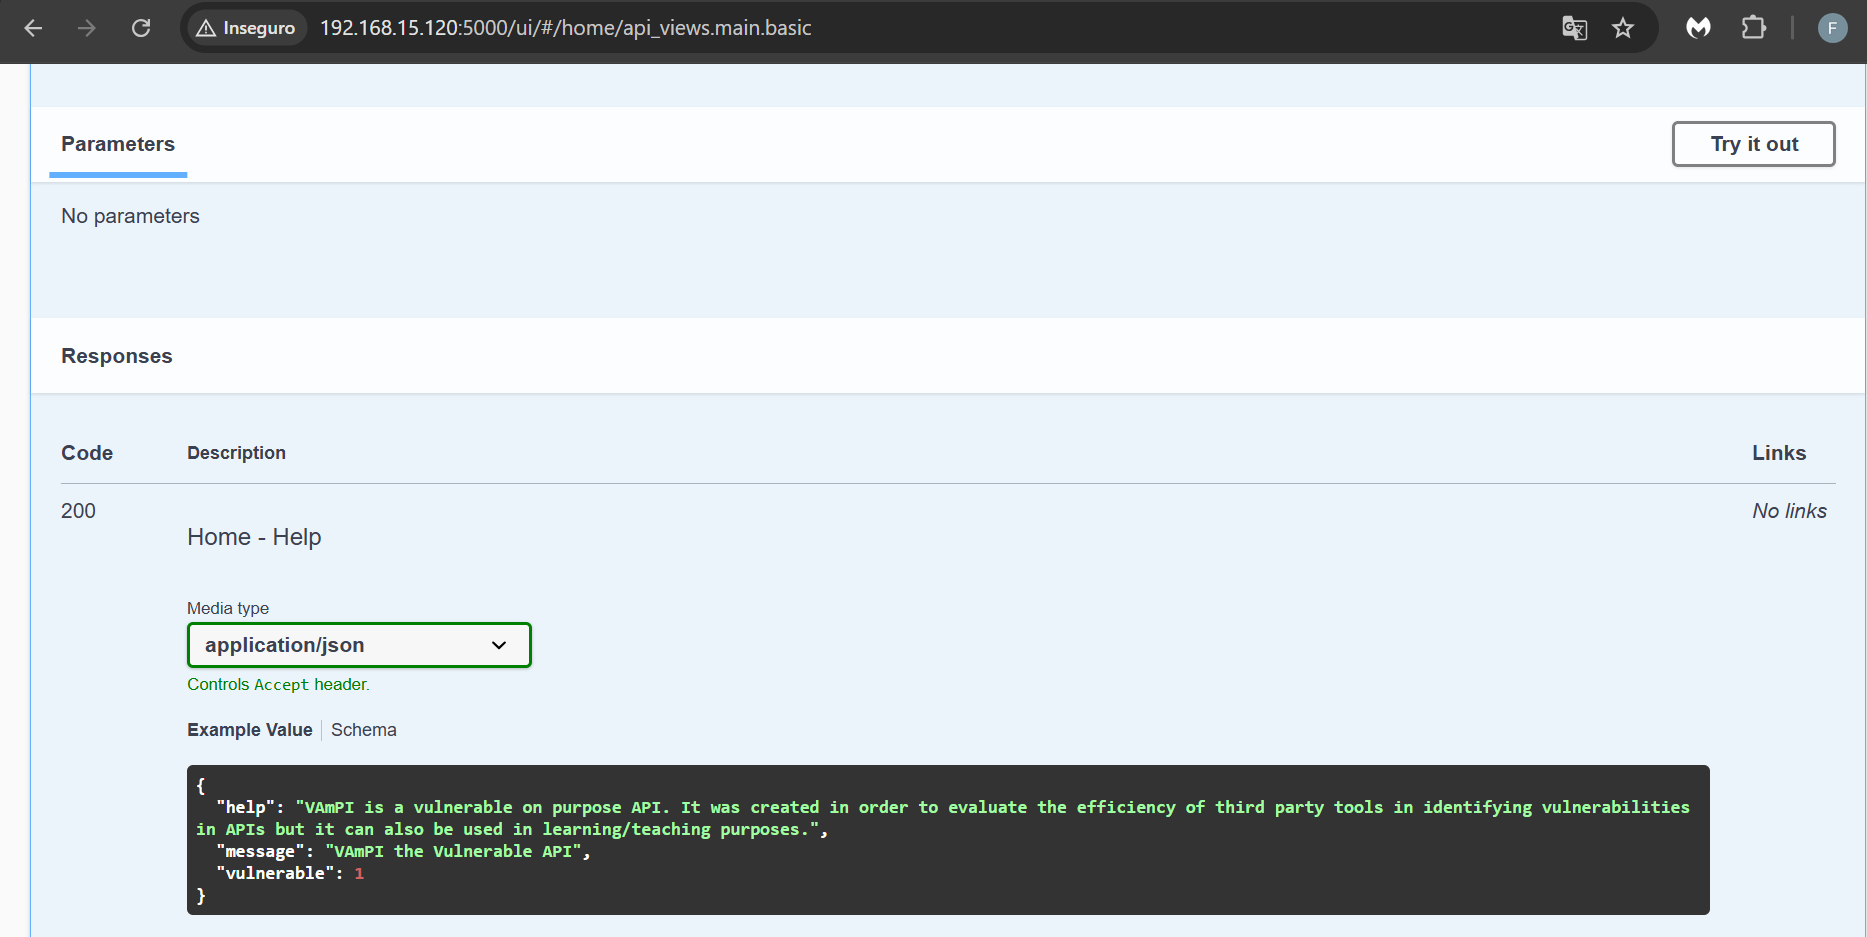 Inseguro 192.168.15.120:5000/ui/#/home/api_views.main.basic F
Parameters Try it out
No parameters
Responses
Code Description Links
200 No links
Home - Help
Media type
application/json
Controls Accept header.
Example Value Schema
{
"help": "VAmPI is a vulnerable on purpose API. It was created in order to evaluate the efficiency of third party tools in identifying vulnerabilities
in APIs but it can also be used in learning/teaching purposes.",
"message": "VAmPI the Vulnerable API",
"vulnerable": 1
}